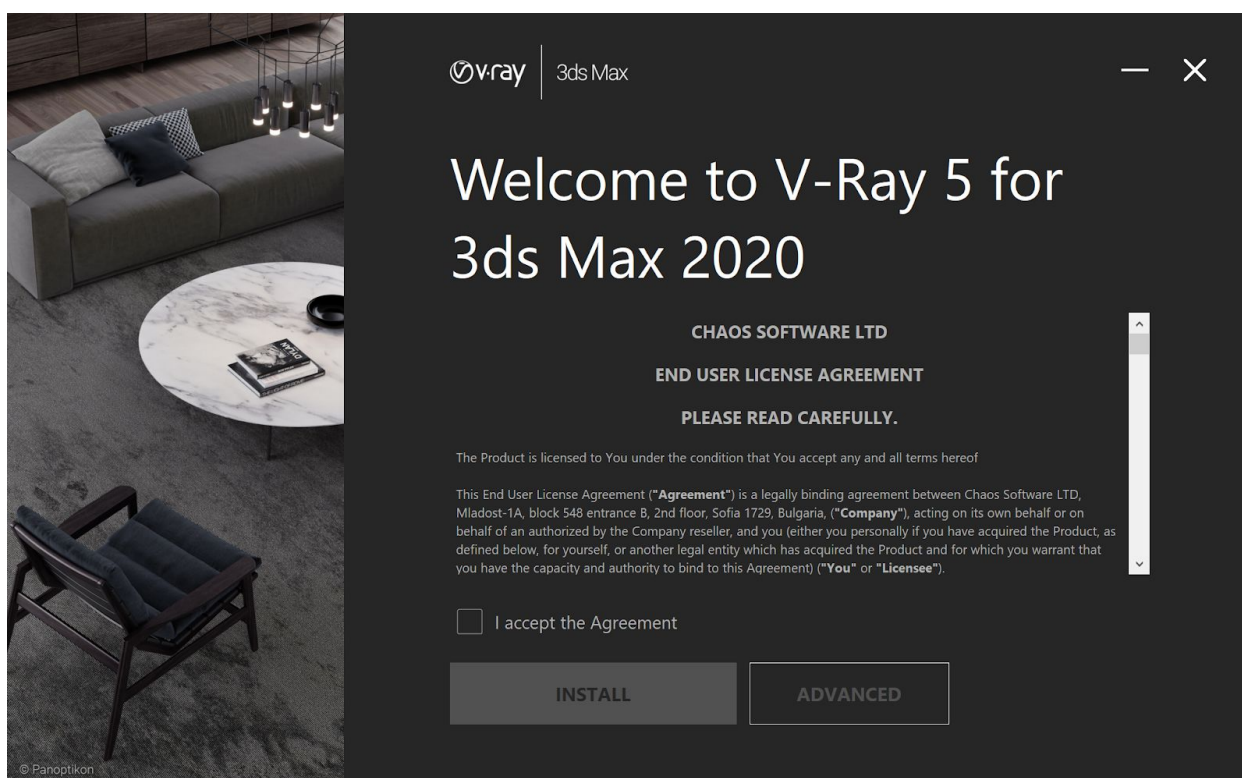 v·ray
3ds Max
Welcome to V-Ray 5 for
3ds Max 2020
CHAOS SOFTWARE LTD
END USER LICENSE AGREEMENT
PLEASE READ CAREFULLY.
The Product is licensed to You under the condition that You accept any and all terms hereof
This End User License Agreement ("Agreement") is a legally binding agreement between Chaos Software LTD,
Mladost-1A, block 548 entrance B, 2nd floor, Sofia 1729, Bulgaria, ("Company"), acting on its own behalf or on
behalf of an authorized by the Company reseller, and you (either you personally if you have acquired the Product, as
defined below, for yourself, or another legal entity which has acquired the Product and for which you warrant that
you have the capacity and authority to bind to this Agreement) ("You" or "Licensee").
I accept the Agreement
INSTALL
ADVANCED
DYLAN
© Panoptikon